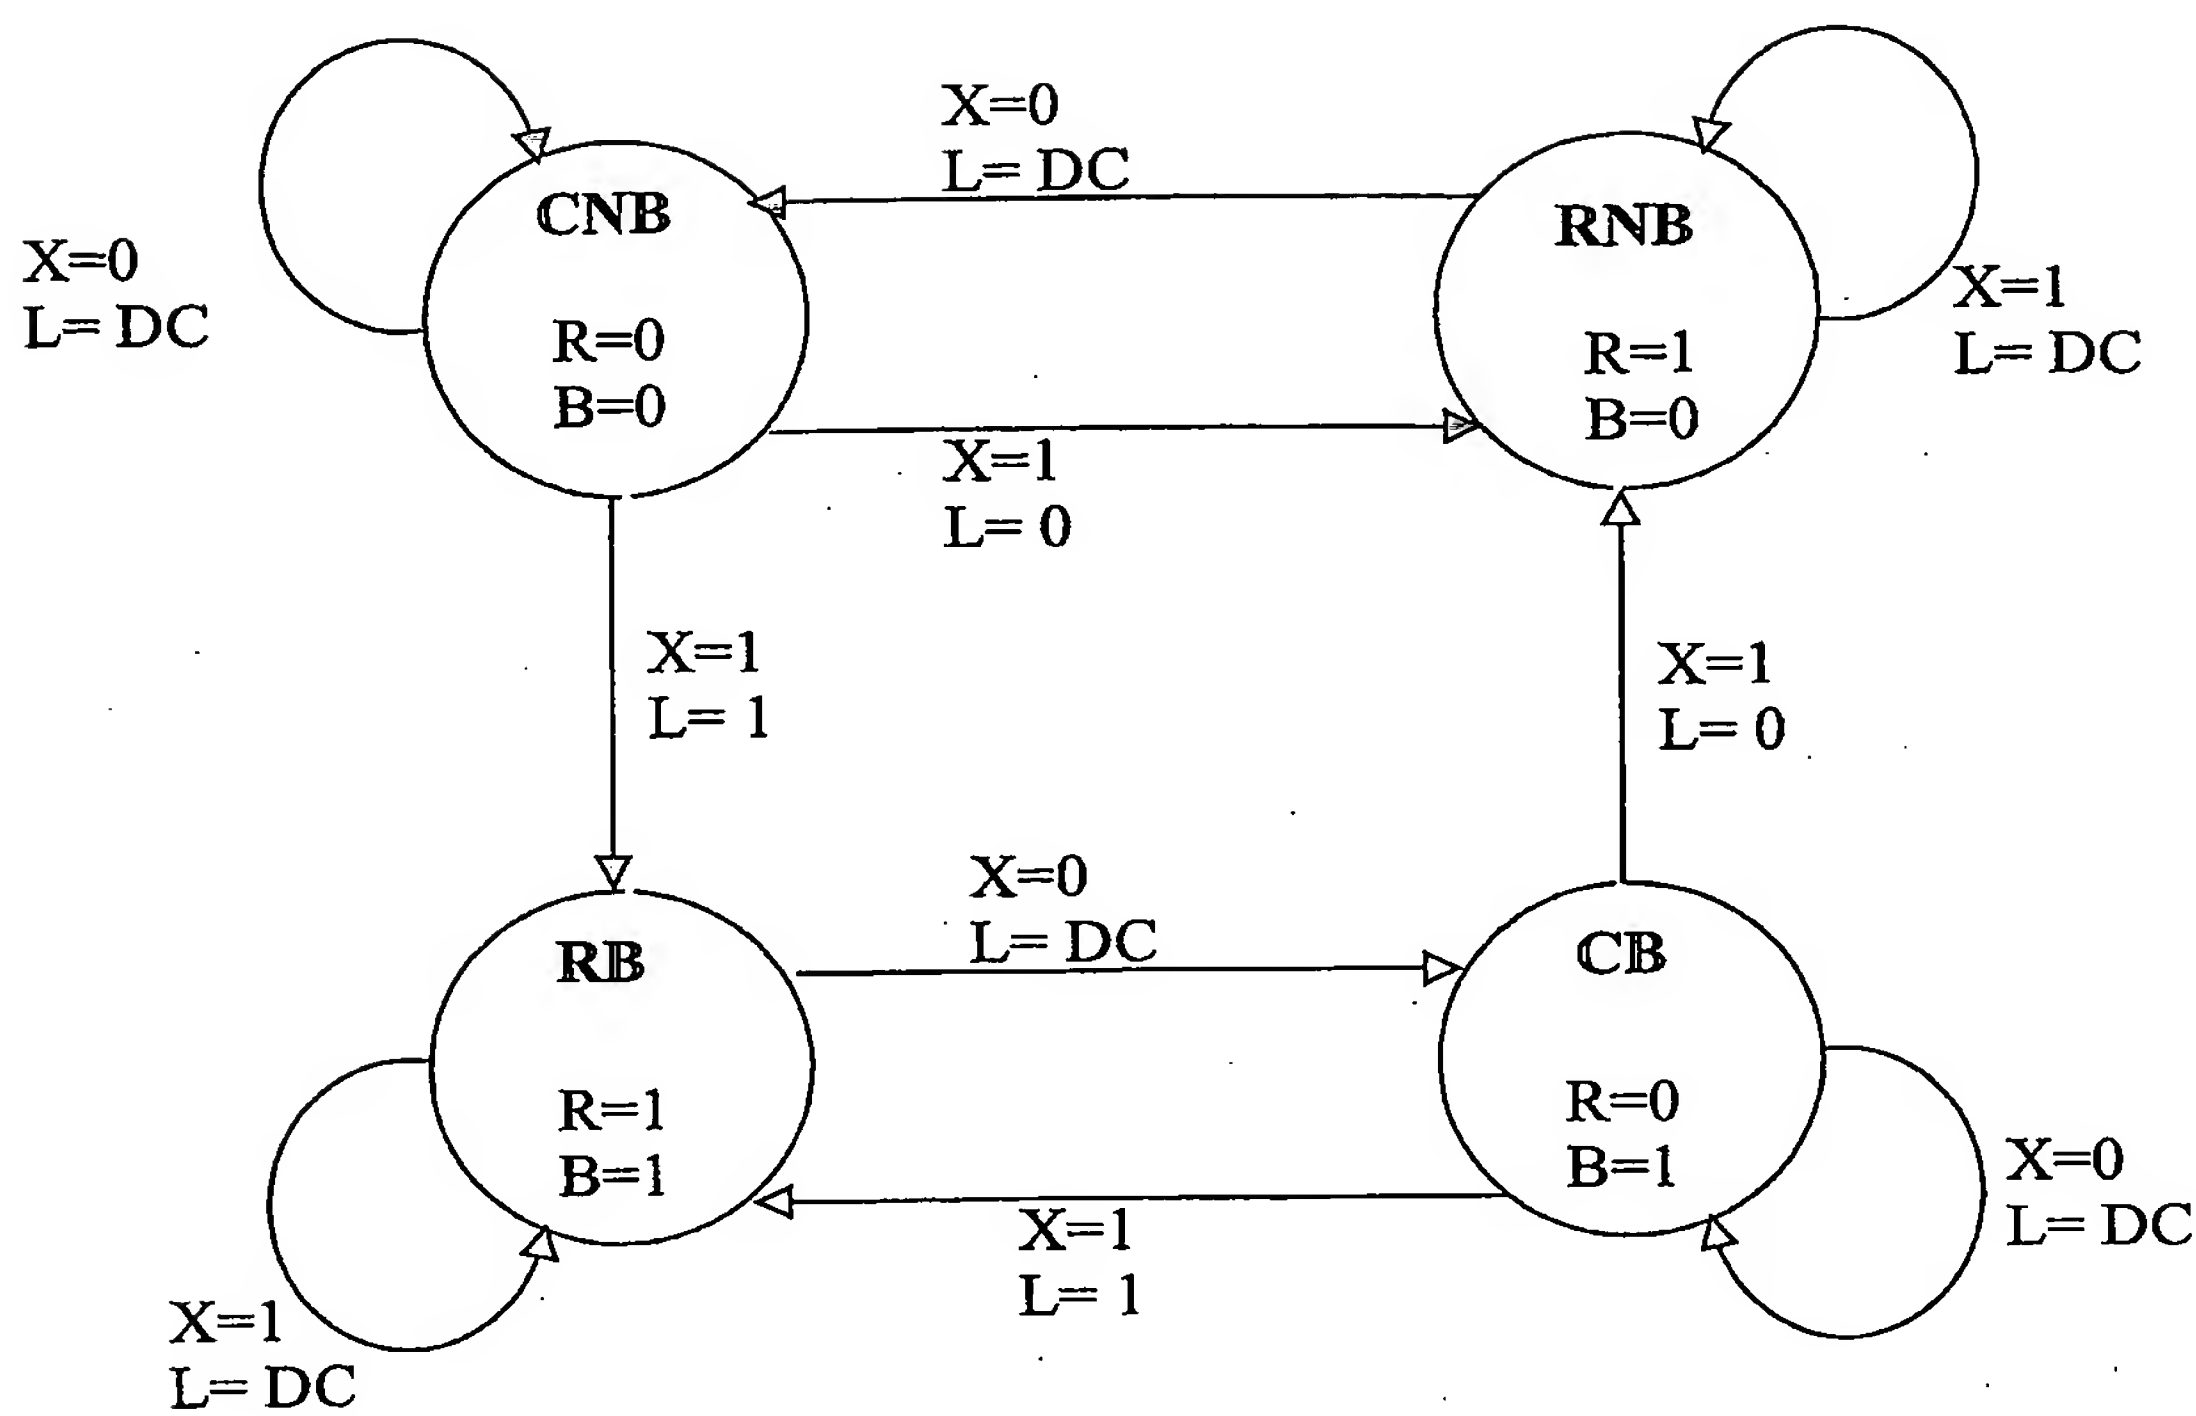 X=0
L= DC
CNB
R=0
B=0
X=0
L= DC
X=1
L= 0
RNB
R=1
B=0
X=1
L= DC
X=1
L= 1
X=1
L= 0
RB
R=1
B=1
X=1
L= DC
X=0
L= DC
X=1
L= 1
CB
R=0
B=1
X=0
L= DC